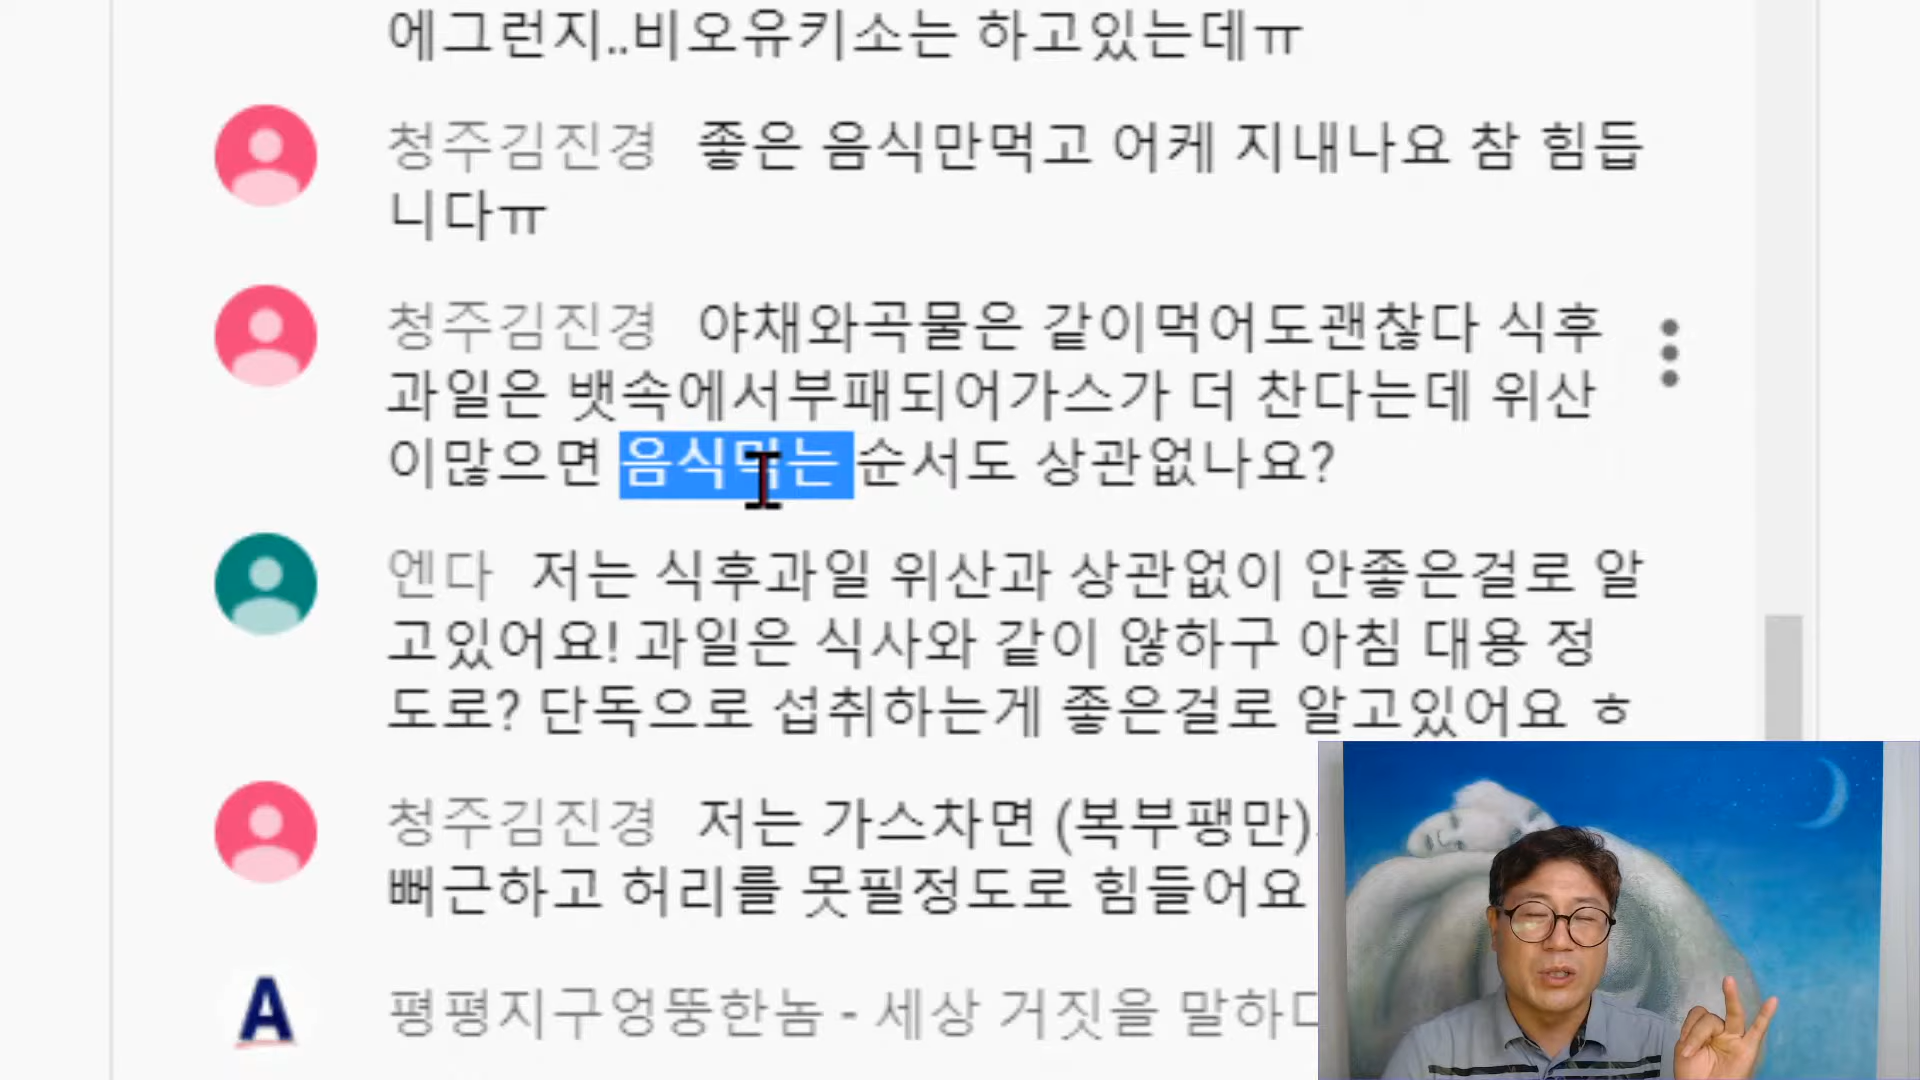 에그런지..비오유키소는 하고있는데ㅠ
청주김진경 좋은 음식만먹고 어케 지내나요 참 힘듭
니다ㅠ
청주김진경 야채와곡물은 같이먹어도괜찮다 식후
과일은 뱃속에서부패되어가스가 더 찬다는데 위산
이많으면 음식먹는 순서도 상관없나요?
엔다 저는 식후과일 위산과 상관없이 안좋은걸로 알
고있어요! 과일은 식사와 같이 않하구 아침 대용 정
도로? 단독으로 섭취하는게 좋은걸로 알고있어요 ㅎ
청주김진경 저는 가스차면 (복부팽만)
뻐근하고 허리를 못필정도로 힘들어요
A
평평지구엉뚱한놈 - 세상 거짓을 말하다